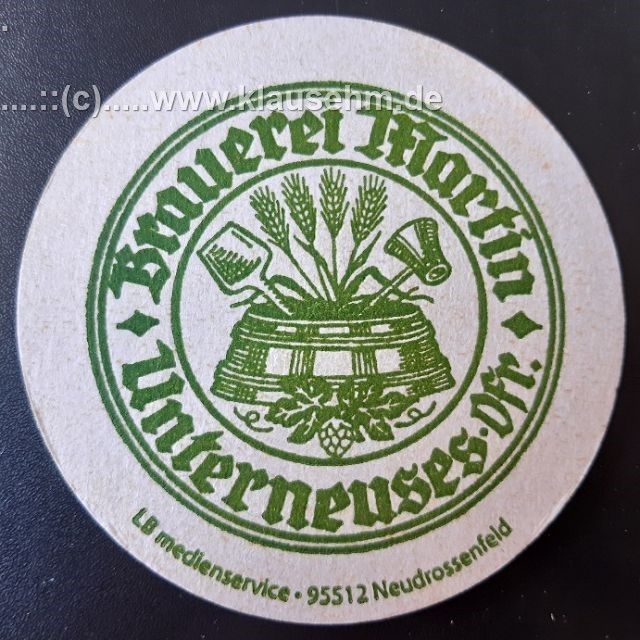 .....::(c).....www.klausehm.de
Brauerei Martin
Unterneuses · Ofr.
LB medienservice • 95512 Neudrossenfeld